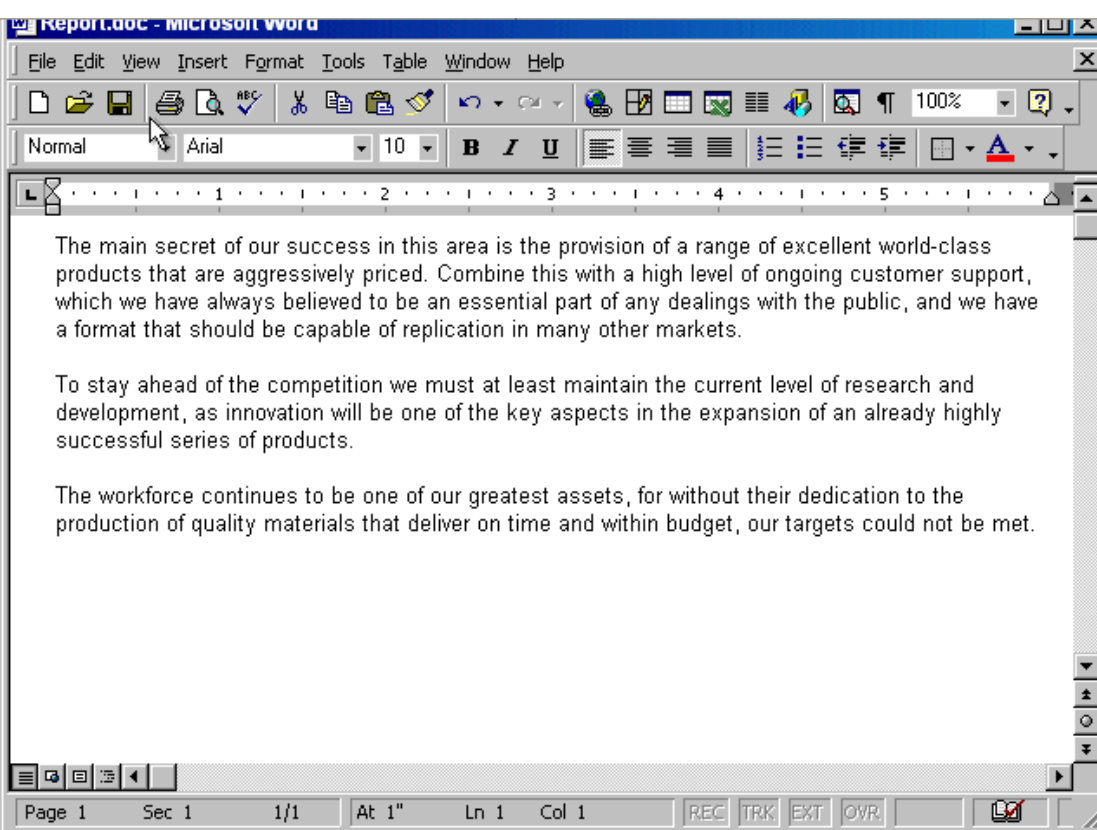 Report.doc - Microsoft Word
File Edit View Insert Format Tools Table Window Help
ABC 100%
Normal Arial 10 B I U A
1 2 3 4 5
The main secret of our success in this area is the provision of a range of excellent world-class
products that are aggressively priced. Combine this with a high level of ongoing customer support,
which we have always believed to be an essential part of any dealings with the public, and we have
a format that should be capable of replication in many other markets.
To stay ahead of the competition we must at least maintain the current level of research and
development, as innovation will be one of the key aspects in the expansion of an already highly
successful series of products.
The workforce continues to be one of our greatest assets, for without their dedication to the
production of quality materials that deliver on time and within budget, our targets could not be met.
Page 1 Sec 1 1/1 At 1" Ln 1 Col 1 REC TRK EXT OVR